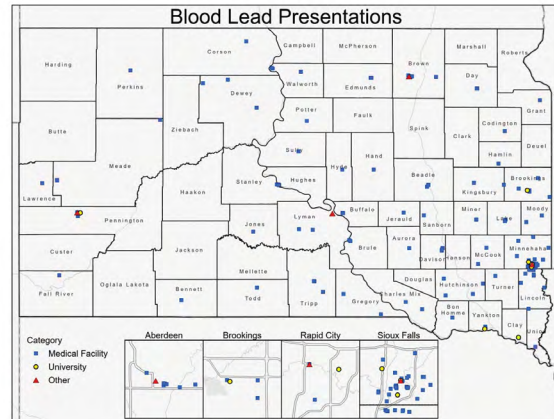 Blood Lead Presentations
Harding
Perkins
Corson
Campbell
McPherson
Brown
Marshall
Roberts
Walworth
Edmunds
Day
Dewey
Grant
Butte
Ziebach
Potter
Faulk
Spink
Clark
Codington
Deuel
Hamlin
Meade
Sully
Hyde
Hand
Beadle
Kingsbury
Brookings
Lawrence
Haakon
Stanley
Hughes
Pennington
Jones
Lyman
Buffalo
Jerauld
Sanborn
Miner
Lake
Moody
Custer
Jackson
Brule
Aurora
Davison
Hanson
McCook
Minnehaha
Mellette
Fall River
Oglala Lakota
Bennett
Todd
Tripp
Gregory
Charles Mix
Douglas
Hutchinson
Turner
Lincoln
Bon
Homme
Yankton
Clay
Union
Category
Medical Facility
University
Other
Aberdeen
Brookings
Rapid City
Sioux Falls